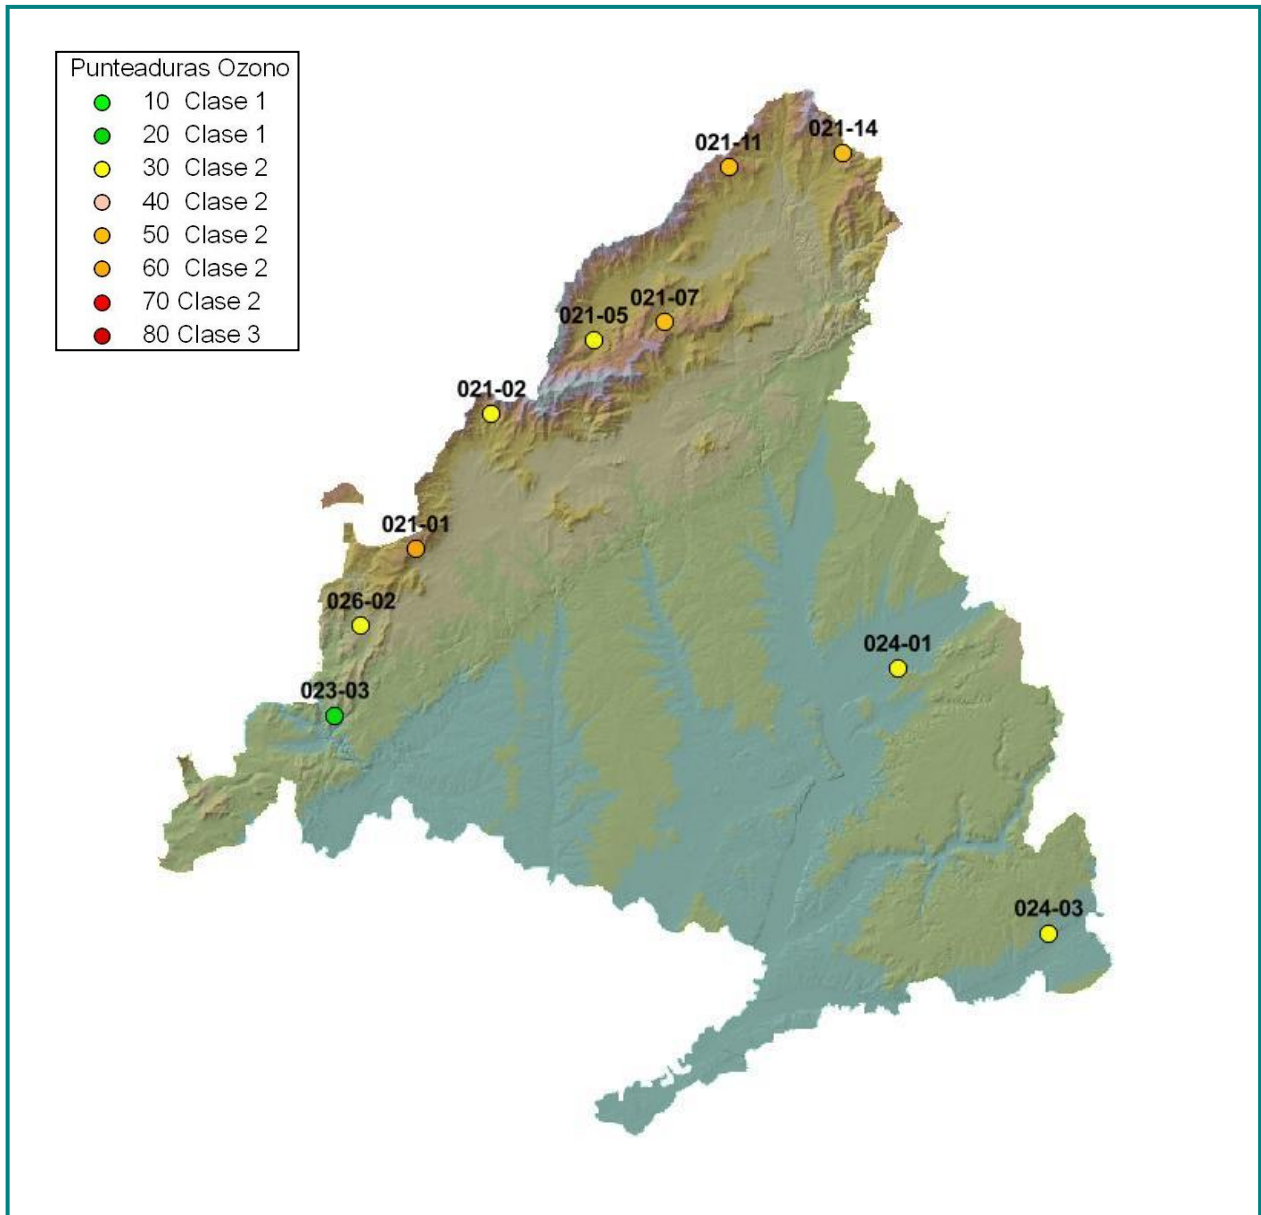 Punteaduras Ozono
10 Clase 1
20 Clase 1
30 Clase 2
40 Clase 2
50 Clase 2
60 Clase 2
70 Clase 2
80 Clase 3
021-14
021-11
021-07
021-05
021-02
021-01
026-02
024-01
023-03
024-03